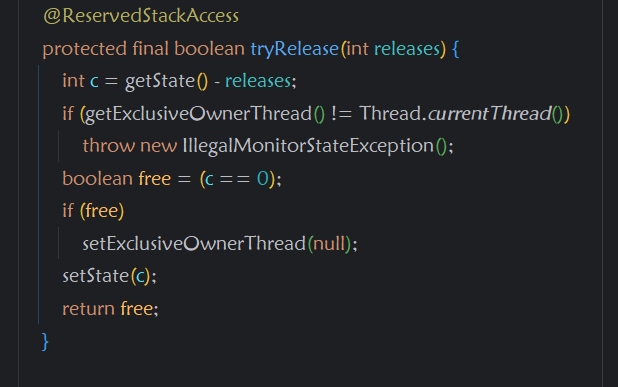 @ReservedStackAccess
protected final boolean tryRelease(int releases) {
int c = getState() - releases;
if (getExclusiveOwnerThread() != Thread.currentThread())
throw new IllegalMonitorStateException();
boolean free = (c == 0);
if (free)
setExclusiveOwnerThread(null);
setState(c);
return free;
}